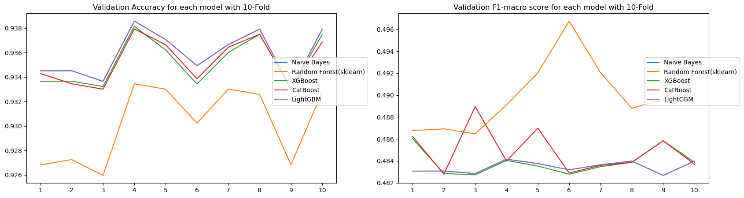 Validation Accuracy for each model with 10-Fold
0.938
0.936
0.934
0.932
0.930
0.928
0.926
1 2 3 4 5 6 7 8 9 10
Naive Bayes
Random Forest(sklearn)
XGBoost
CatBoost
LightGBM
Validation F1-macro score for each model with 10-Fold
0.496
0.494
0.492
0.490
0.488
0.486
0.484
0.482
1 2 3 4 5 6 7 8 9 10
Naive Bayes
Random Forest(sklearn)
XGBoost
CatBoost
LightGBM